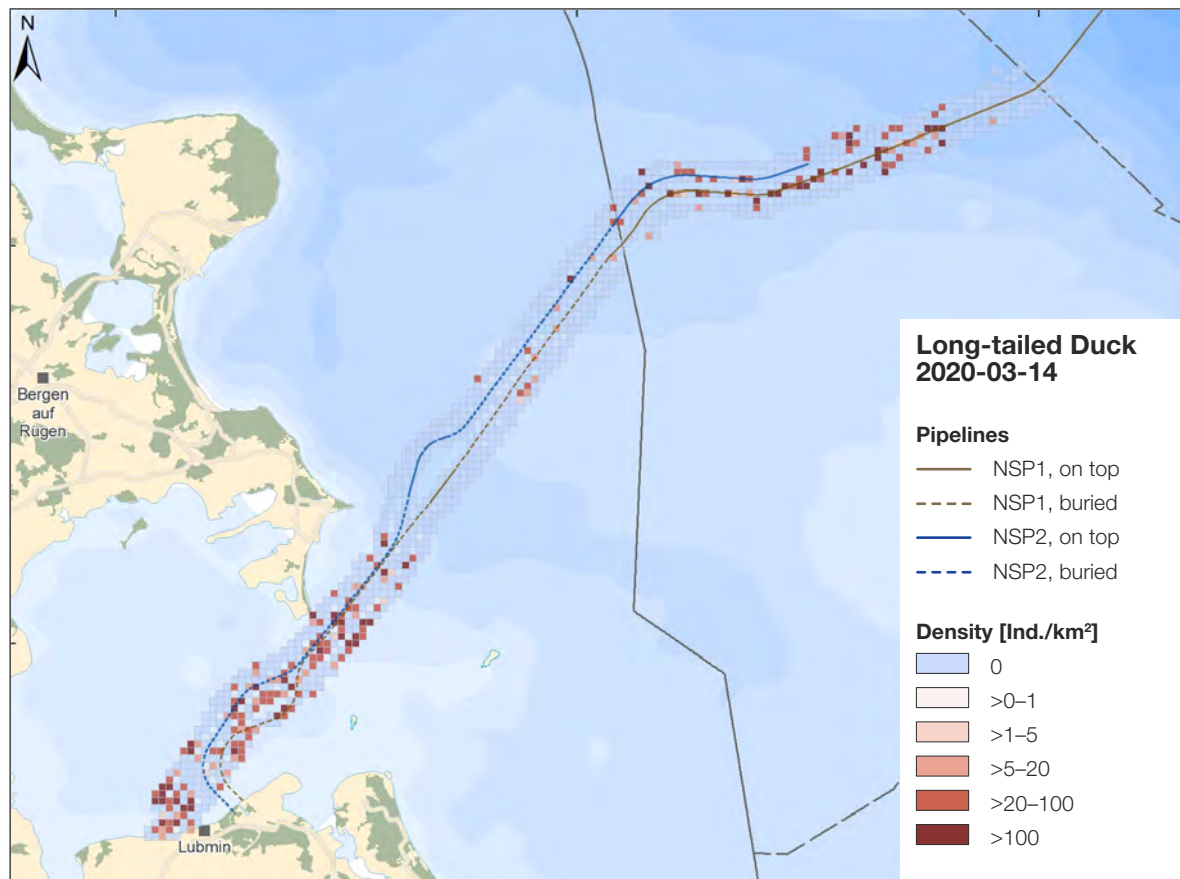 N
Bergen
auf
Rügen
Lubmin
Long-tailed Duck
2020-03-14
Pipelines
NSP1, on top
NSP1, buried
NSP2, on top
NSP2, buried
Density [Ind./km²]
0
>0–1
>1–5
>5–20
>20–100
>100